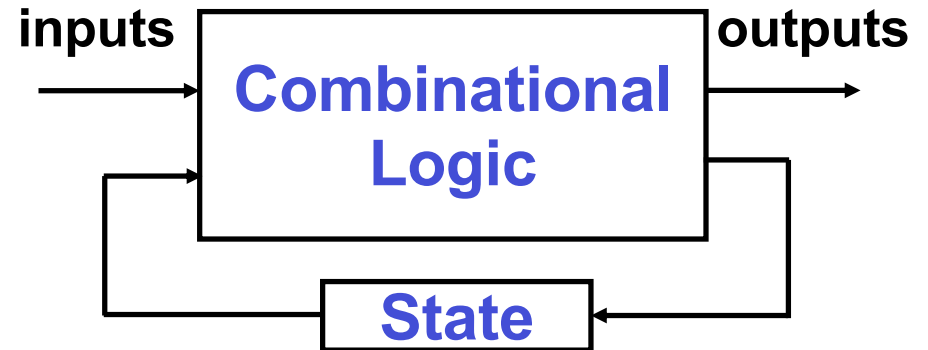 inputs
outputs
Combinational
Logic
State